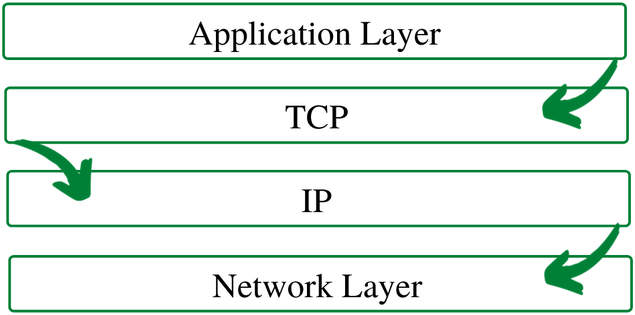 Application Layer
TCP
IP
Network Layer